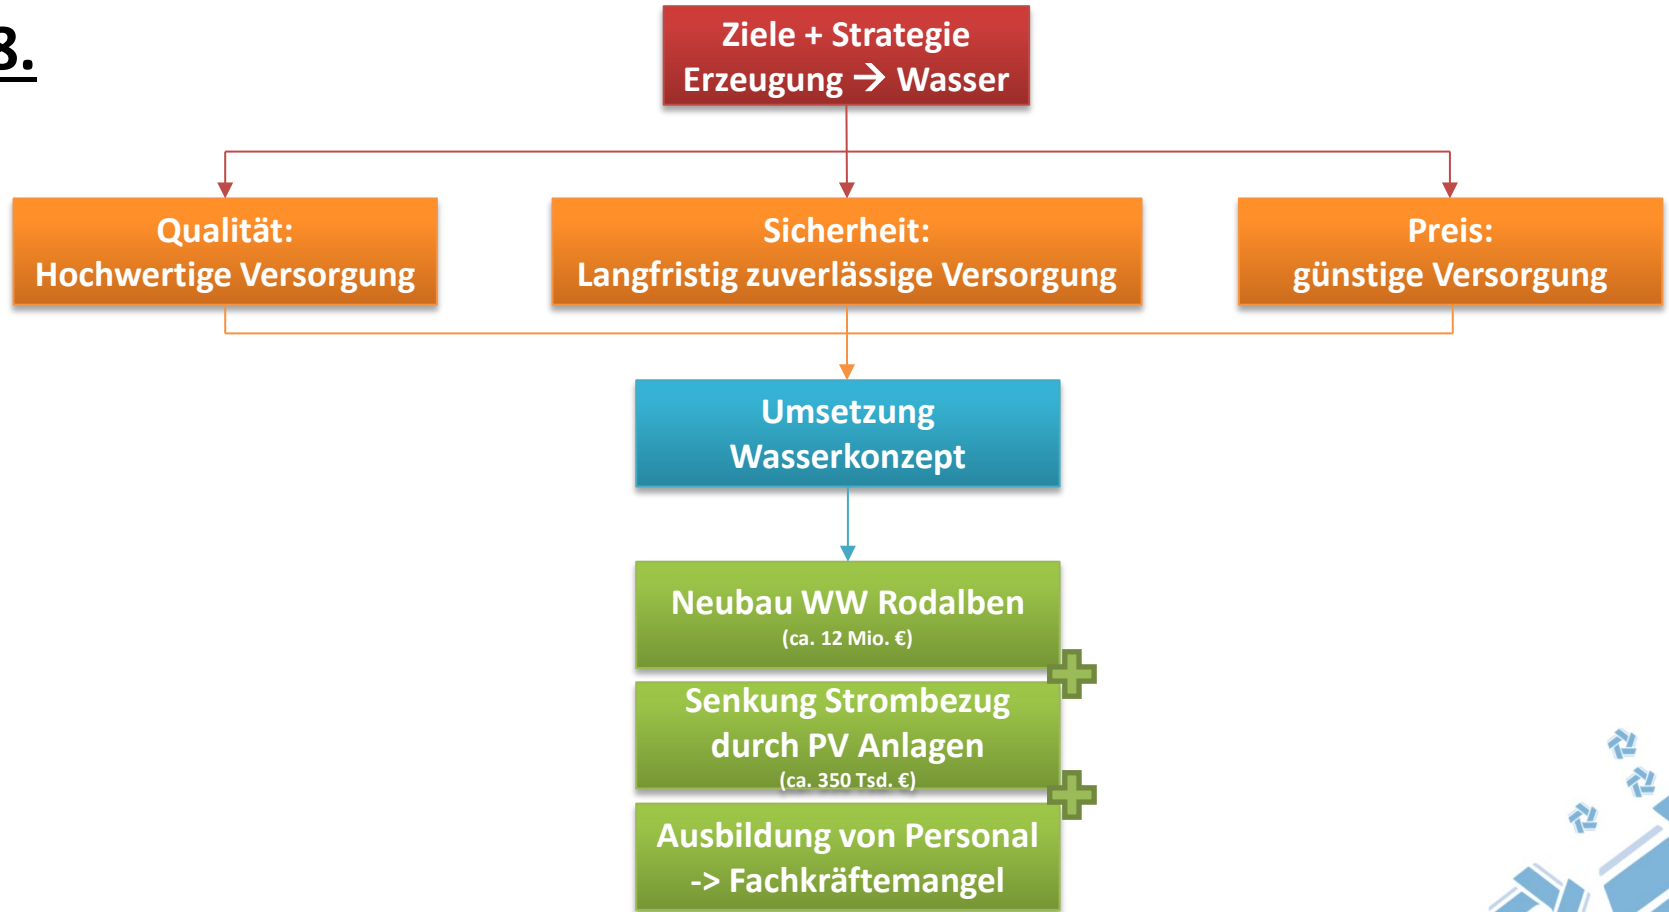 8.
Ziele + Strategie
Erzeugung → Wasser
Qualität:
Hochwertige Versorgung
Sicherheit:
Langfristig zuverlässige Versorgung
Preis:
günstige Versorgung
Umsetzung
Wasserkonzept
Neubau WW Rodalben
(ca. 12 Mio. €)
Senkung Strombezug
durch PV Anlagen
(ca. 350 Tsd. €)
Ausbildung von Personal
-> Fachkräftemangel